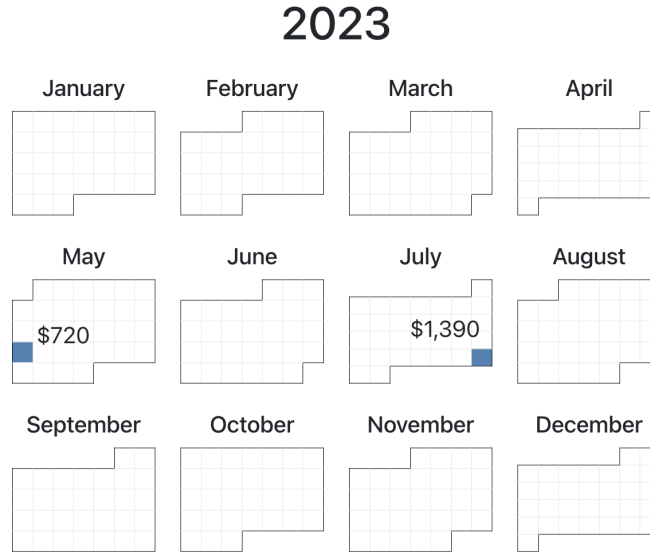 2023
January
February
March
April
May
June
July
August
$720
$1,390
September
October
November
December